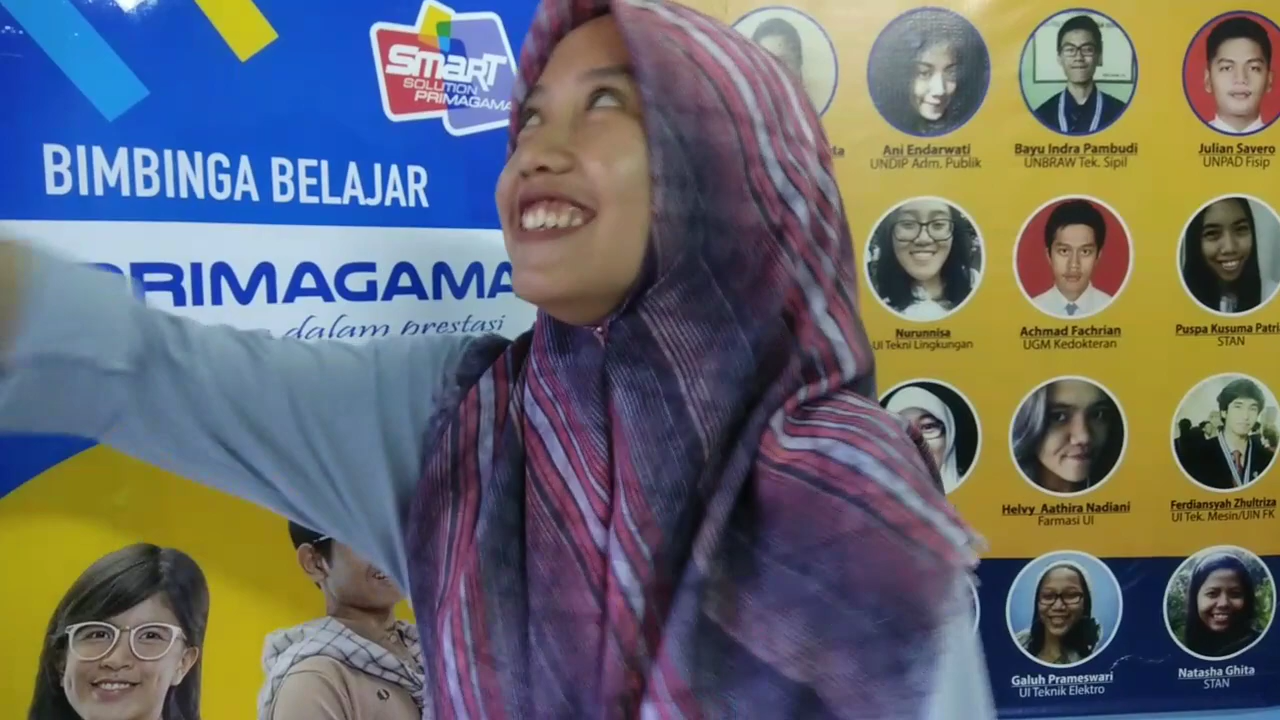 SmarT
SOLUTION
PRIMAGAMA
BIMBINGA BELAJAR
PRIMAGAMA
dalam prestasi
Ani Endarwati
UNDIP Adm. Publik
Bayu Indra Pambudi
UNBRAW Tek. Sipil
Julian Savero
UNPAD Fisip
Nurunnisa
UI Tekni Lingkungan
Achmad Fachrian
UGM Kedokteran
Puspa Kusuma Patri
STAN
Helvy Aathira Nadiani
Farmasi UI
Ferdiansyah Zhultriza
UI Tek. Mesin/UIN FK
Galuh Prameswari
UI Teknik Elektro
Natasha Ghita
STAN